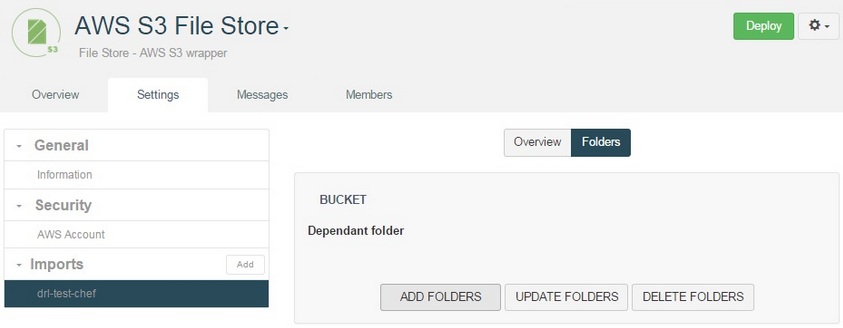 S3
AWS S3 File Store
File Store - AWS S3 wrapper
Deploy
Overview
Settings
Messages
Members
General
Information
Security
AWS Account
Imports
Add
drl-test-chef
Overview
Folders
BUCKET
Dependant folder
ADD FOLDERS
UPDATE FOLDERS
DELETE FOLDERS